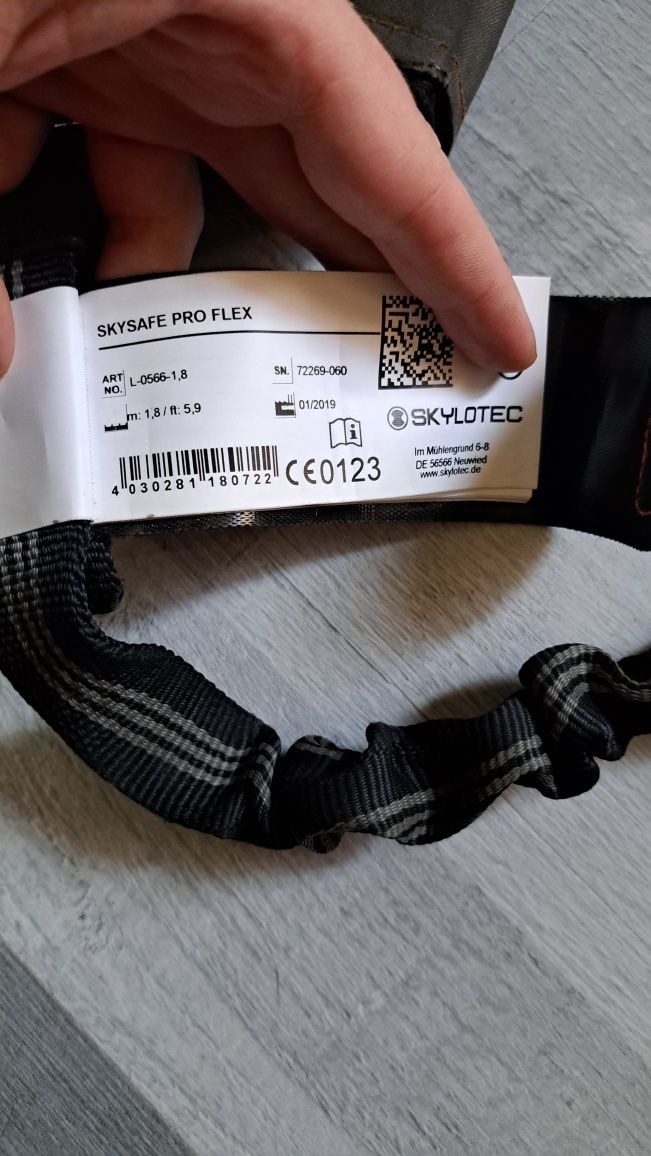 SKYSAFE PRO FLEX
ART NO. L-0566-1,8
SN. 72269-060
m: 1,8 / ft: 5,9
01/2019
SKYLOTEC
Im Mühlengrund 6-8
DE 56566 Neuwied
www.skylotec.de
4 030281 180722
CE0123